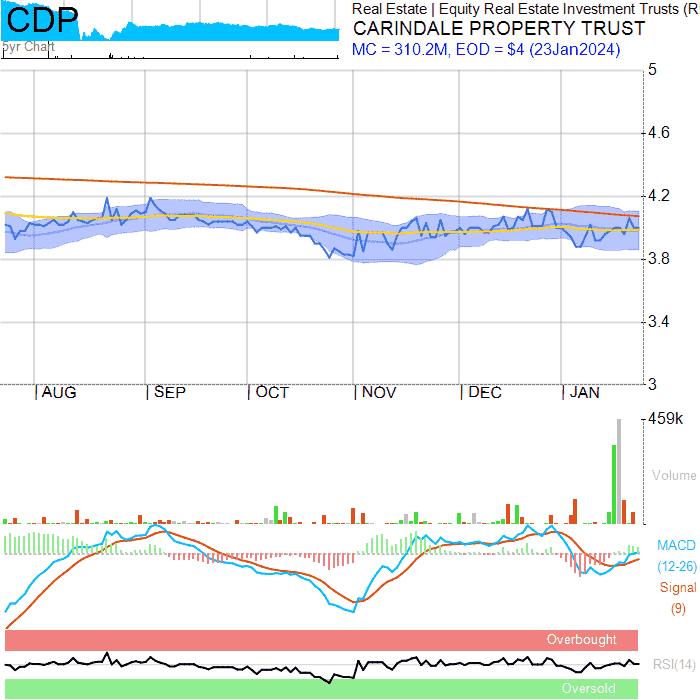 CDP
5yr Chart
Real Estate | Equity Real Estate Investment Trusts (R
CARINDALE PROPERTY TRUST
MC = 310.2M, EOD = $4 (23Jan2024)
5
4.6
4.2
3.8
3.4
3
AUG SEP OCT NOV DEC JAN
459k
Volume
MACD
(12-26)
Signal
(9)
Overbought
RSI(14)
Oversold